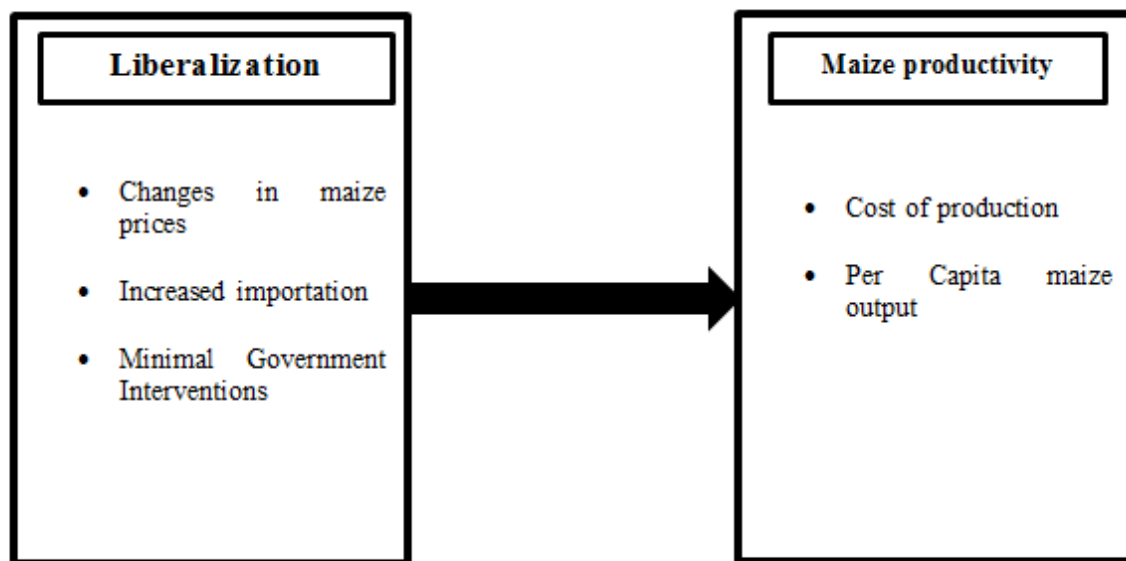 Liberalization
• Changes in maize
prices
• Increased importation
• Minimal Government
Interventions
Maize productivity
• Cost of production
• Per Capita maize
output